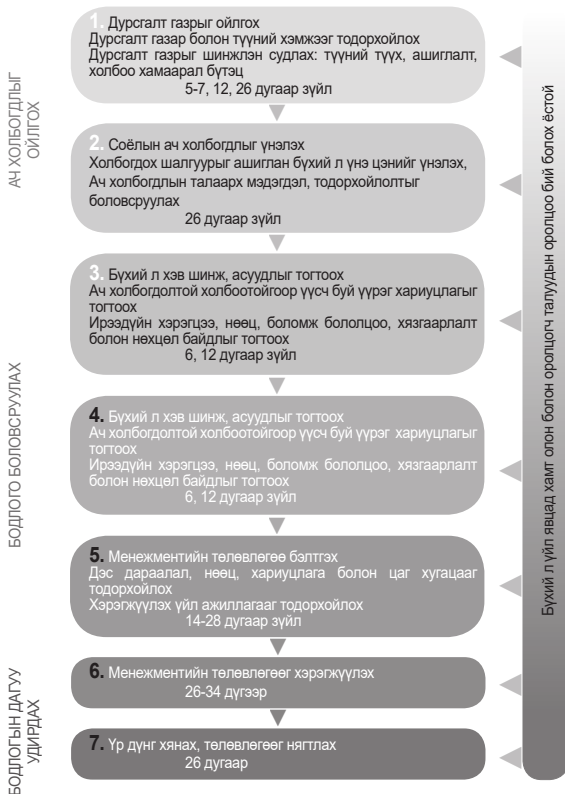 АЧ ХОЛБОГДЛЫГ
ОЙЛГОХ
1. Дурсгалт газрыг ойлгох
Дурсгалт газар болон түүний хэмжээг тодорхойлох
Дурсгалт газрыг шинжлэн судлах: түүний түүх, ашиглалт,
холбоо хамаарал бүтэц
5-7, 12, 26 дугаар зүйл
2. Соёлын ач холбогдлыг үнэлэх
Холбогдох шалгуурыг ашиглан бүхий л үнэ цэнийг үнэлэх,
Ач холбогдлын талаарх мэдэгдэл, тодорхойлолтыг
боловсруулах
26 дугаар зүйл
БОДЛОГО БОЛОВСРУУЛАХ
3. Бүхий л хэв шинж, асуудлыг тогтоох
Ач холбогдолтой холбоотойгоор үүсч буй үүрэг хариуцлагыг
тогтоох
Ирээдүйн хэрэгцээ, нөөц, боломж бололцоо, хязгаарлалт
болон нөхцөл байдлыг тогтоох
6, 12 дугаар зүйл
4. Бүхий л хэв шинж, асуудлыг тогтоох
Ач холбогдолтой холбоотойгоор үүсч буй үүрэг хариуцлагыг
тогтоох
Ирээдүйн хэрэгцээ, нөөц, боломж бололцоо, хязгаарлалт
болон нөхцөл байдлыг тогтоох
6, 12 дугаар зүйл
5. Менежментийн төлөвлөгөө бэлтгэх
Дэс дараалал, нөөц, хариуцлага болон цаг хугацааг
тодорхойлох
Хэрэгжүүлэх үйл ажиллагааг тодорхойлох
14-28 дугаар зүйл
БОДЛОГЫН ДАГУУ
УДИРДАХ
6. Менежментийн төлөвлөгөөг хэрэгжүүлэх
26-34 дүгээр
7. Үр дүнг хянах, төлөвлөгөөг нягтлах
26 дугаар
Бүхий л үйл явцад хамт олон болон оролцогч талуудын оролцоо бий болох ёстой